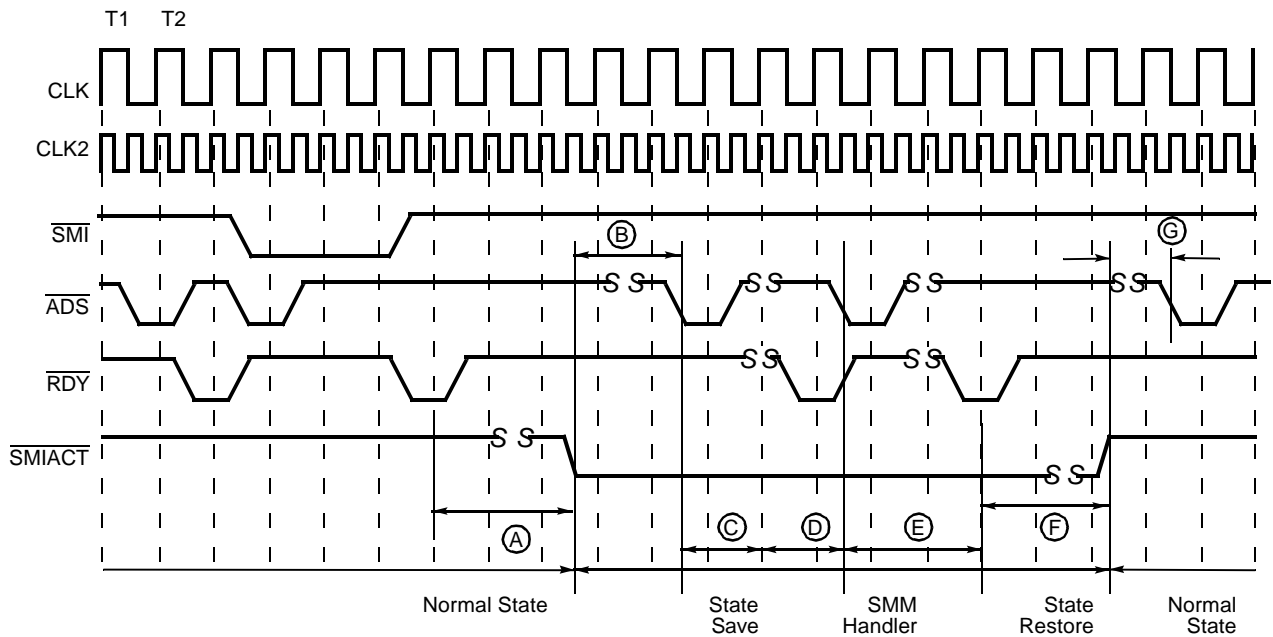 T1 T2
CLK
CLK2
SMI
B
G
ADS
S S
S S
S S
S S
RDY
S S
S S
SMIACT
S S
S S
A
C
D
E
F
Normal State
State
Save
SMM
Handler
State
Restore
Normal
State